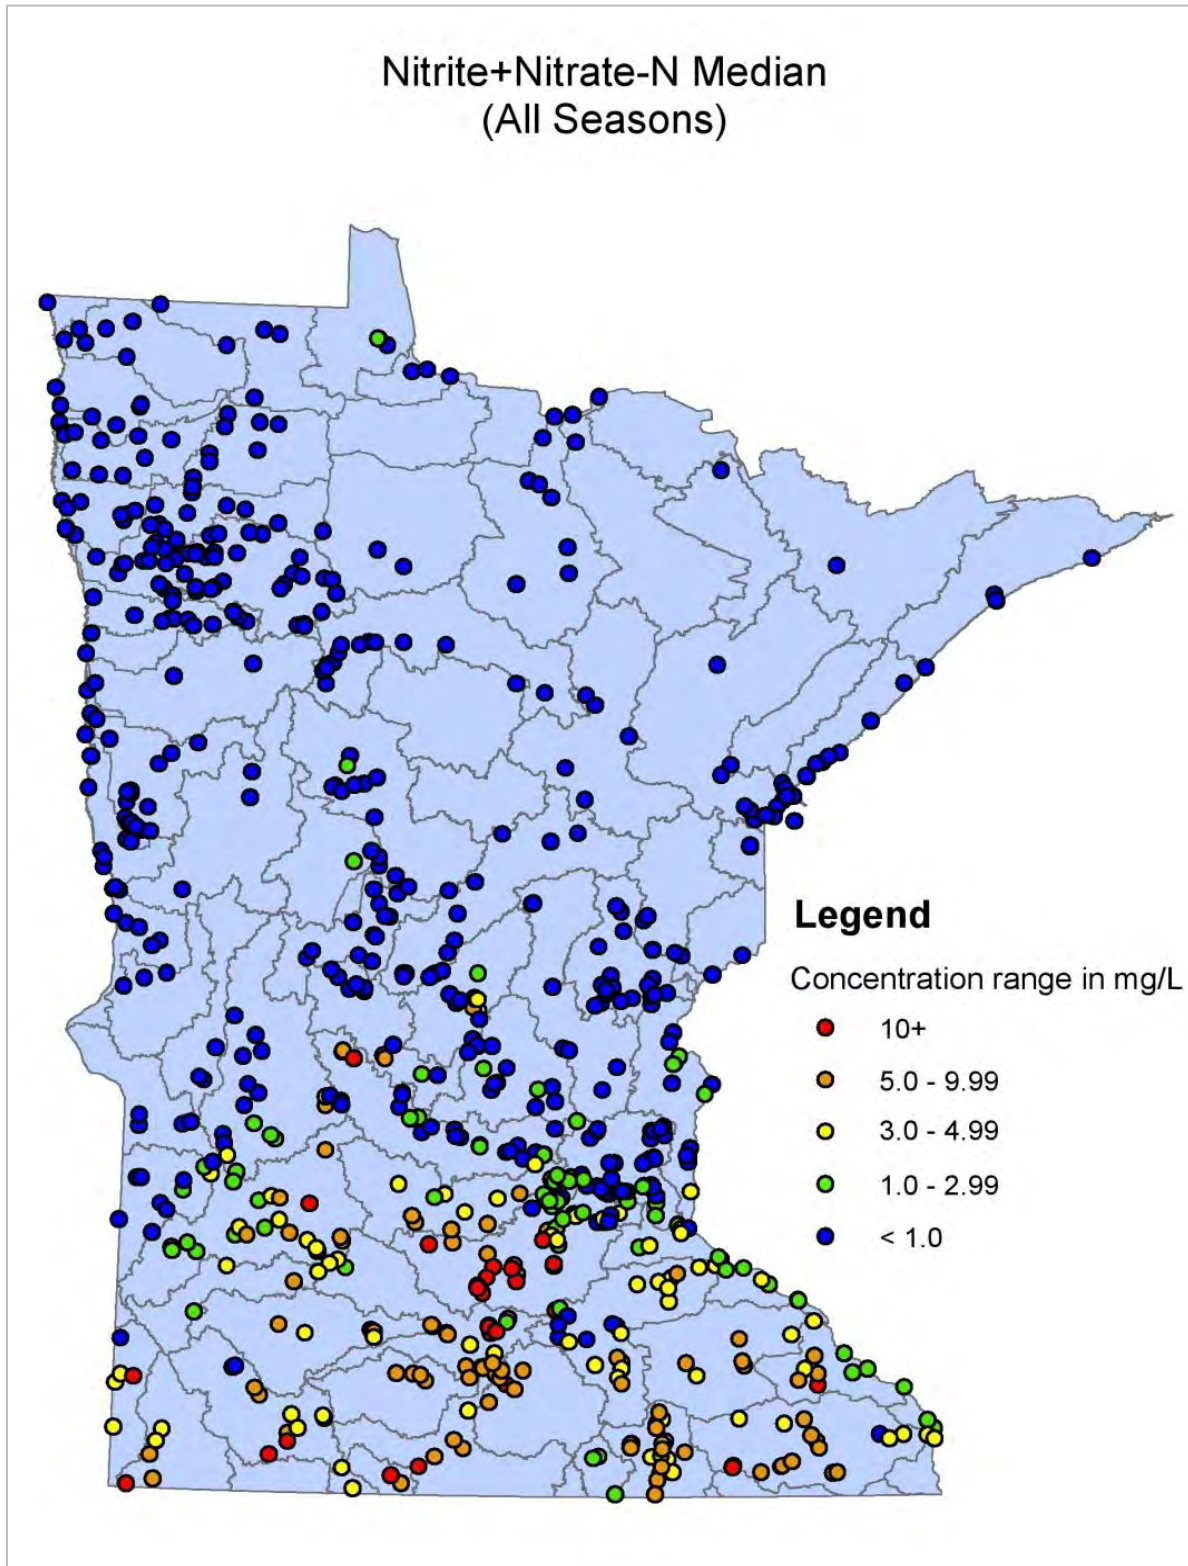 Nitrite+Nitrate-N Median
(All Seasons)
Legend
Concentration range in mg/L
10+
5.0 - 9.99
3.0 - 4.99
1.0 - 2.99
< 1.0